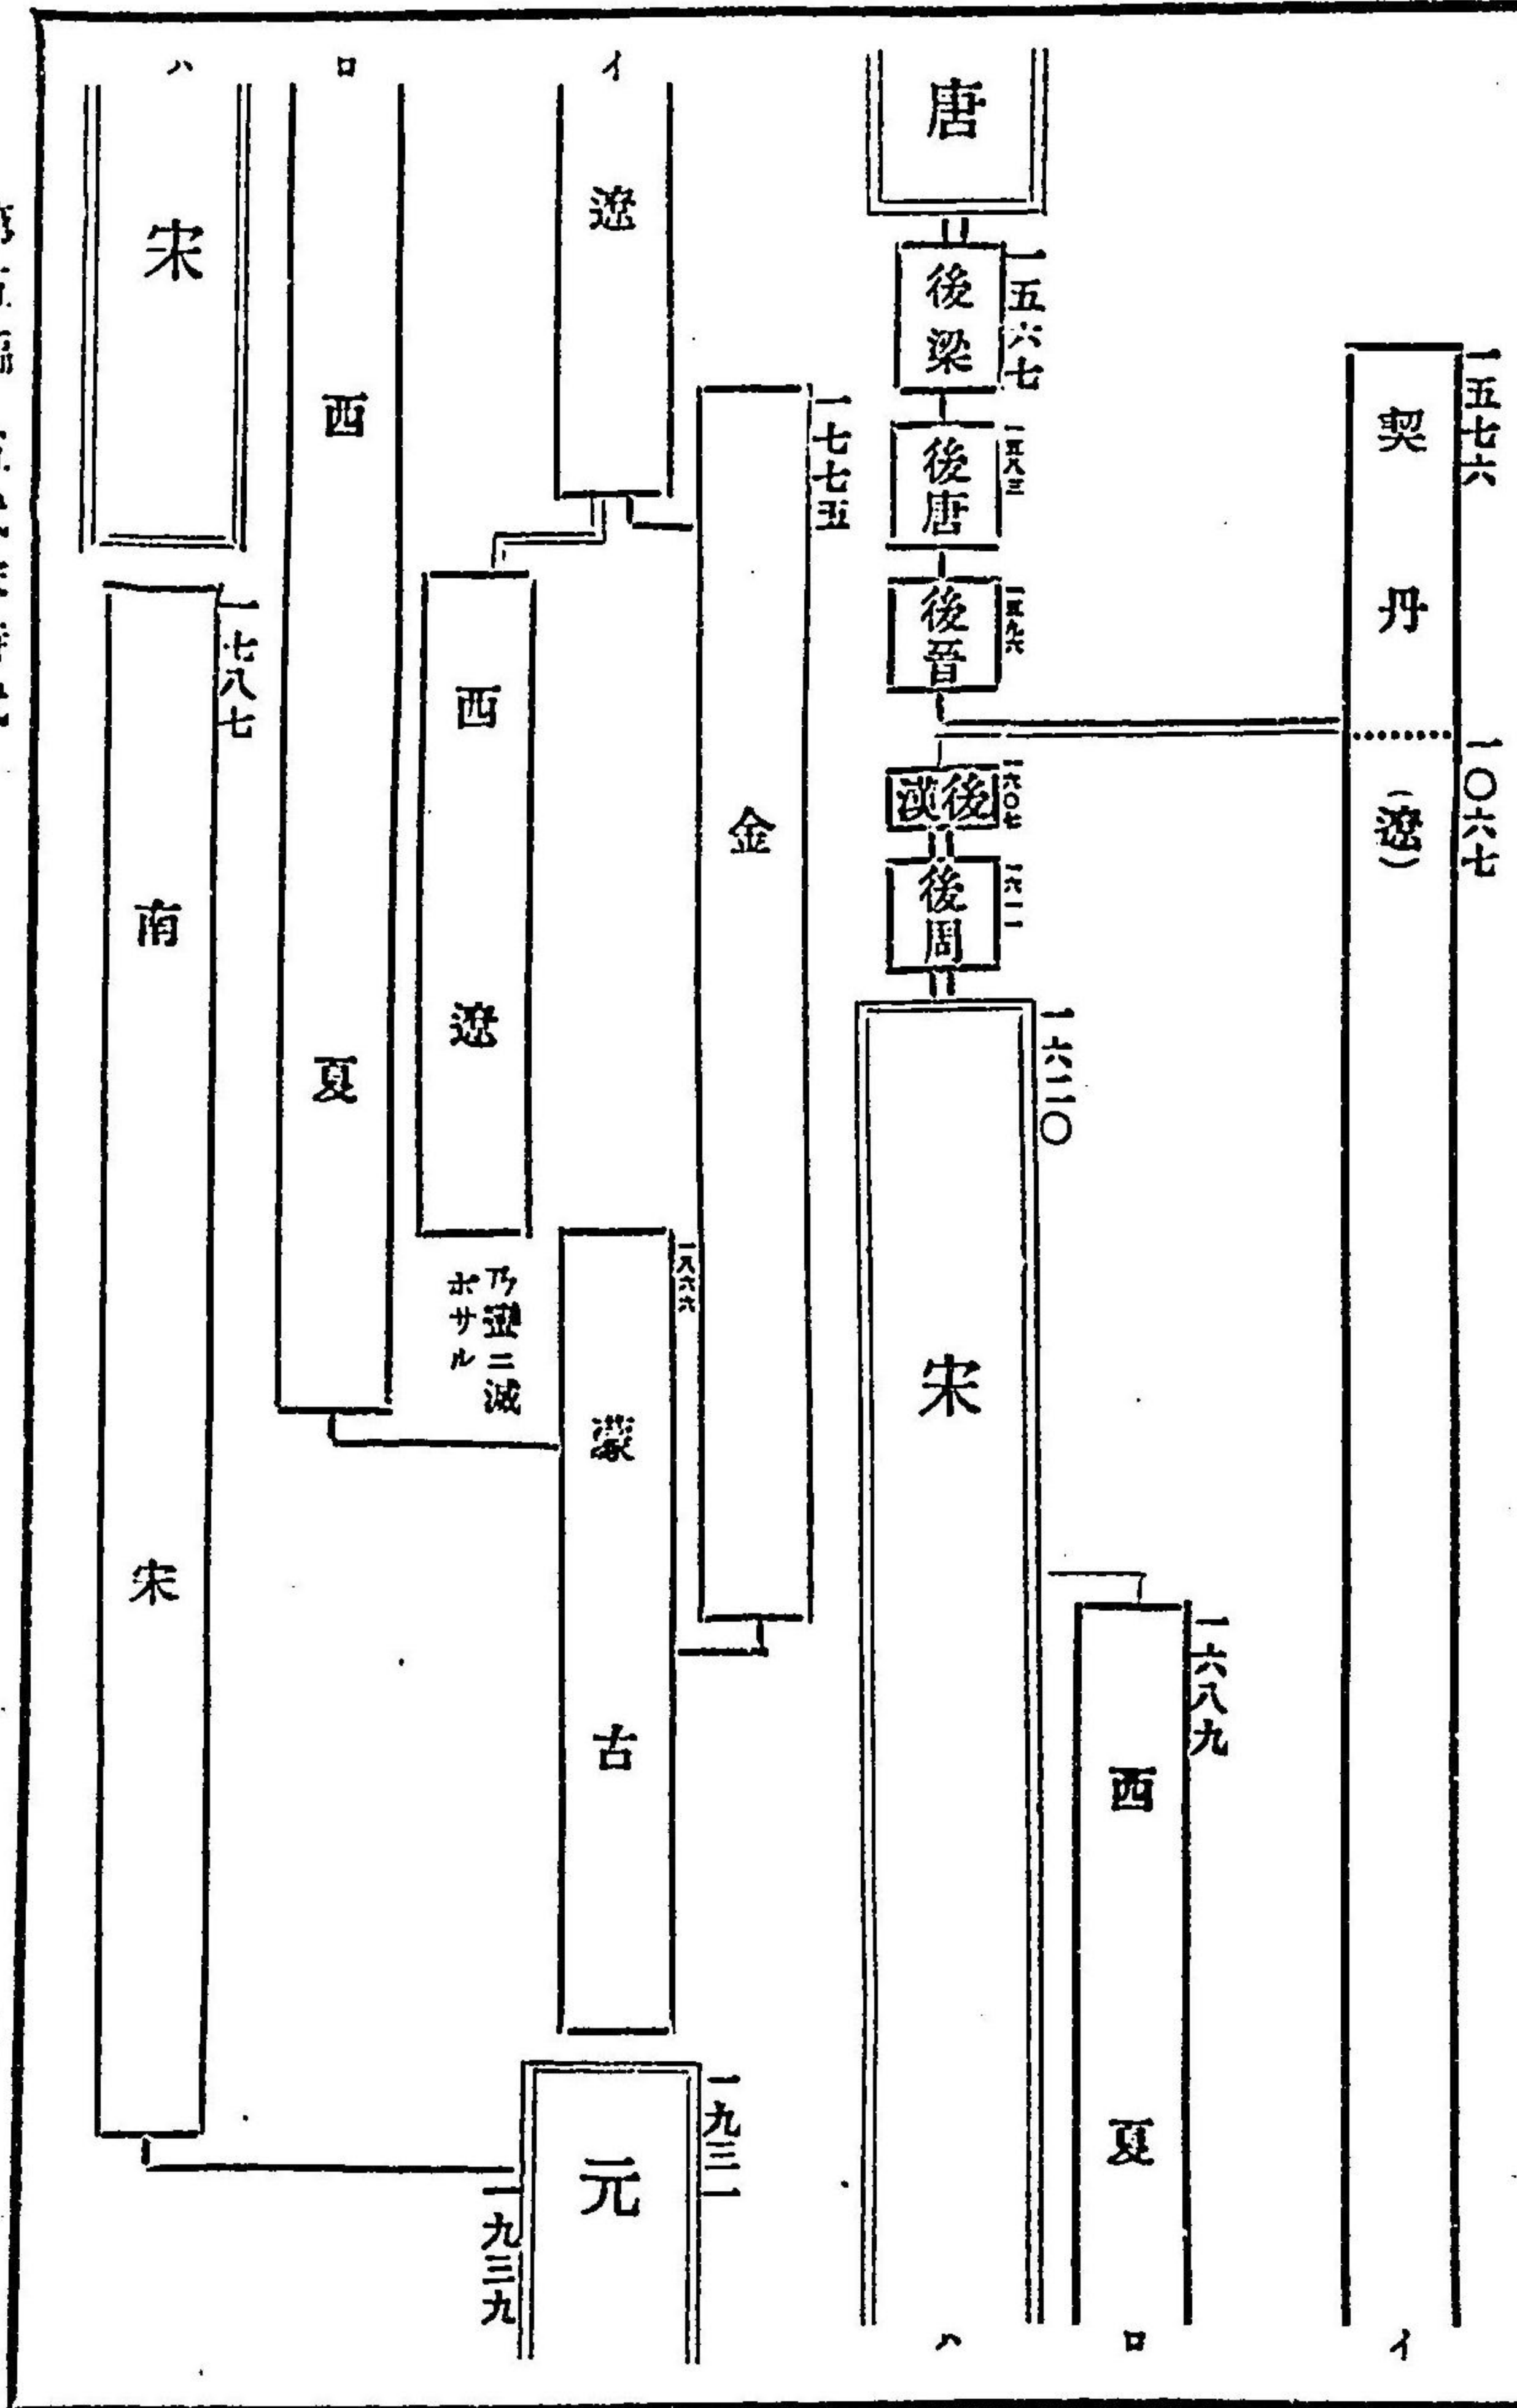 一五七六
契丹
一〇六七
（遼）
イ
一六八九
西夏
ロ
唐
一五六七
後梁
一五八三
後唐
一五九六
後晉
一六〇七
後漢
一六一一
後周
一六二〇
宋
ハ
一七七五
金
イ
遼
一八六六
蒙古
一九三一
元
一九三九
西遼
乃蠻ニ滅
ボサル
ロ
西夏
ハ
宋
一七八七
南宋